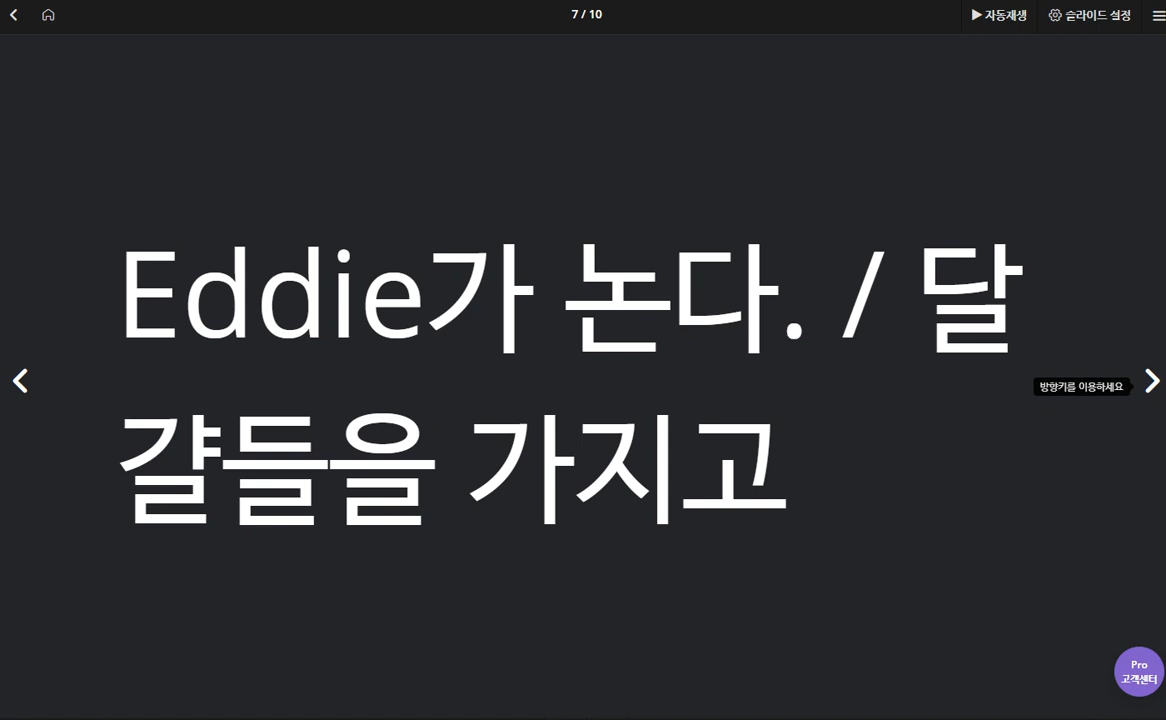 7 / 10
▶ 자동재생
슬라이드 설정
Eddie가 논다. / 달
걀들을 가지고
방향키를 이용하세요
Pro
고객센터